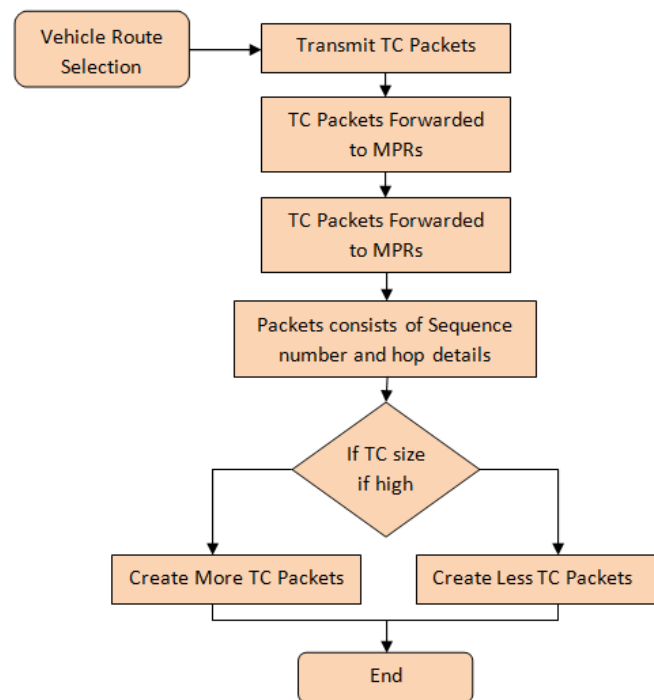 Vehicle Route
Selection
Transmit TC Packets
TC Packets Forwarded
to MPRs
TC Packets Forwarded
to MPRs
Packets consists of Sequence
number and hop details
If TC size
if high
Create More TC Packets
Create Less TC Packets
End